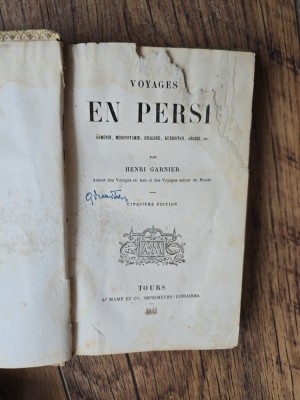 VOYAGES
EN PERSE
ARMÉNIE, MÉSOPOTAMIE, CHALDÉE, KURDISTAN, ARABIE, etc.
PAR
HENRI GARNIER
Auteur des Voyages en Asie et des Voyages autour du Monde
CINQUIÈME ÉDITION
TOURS
Ad MAME ET Cie, IMPRIMEURS-LIBRAIRES